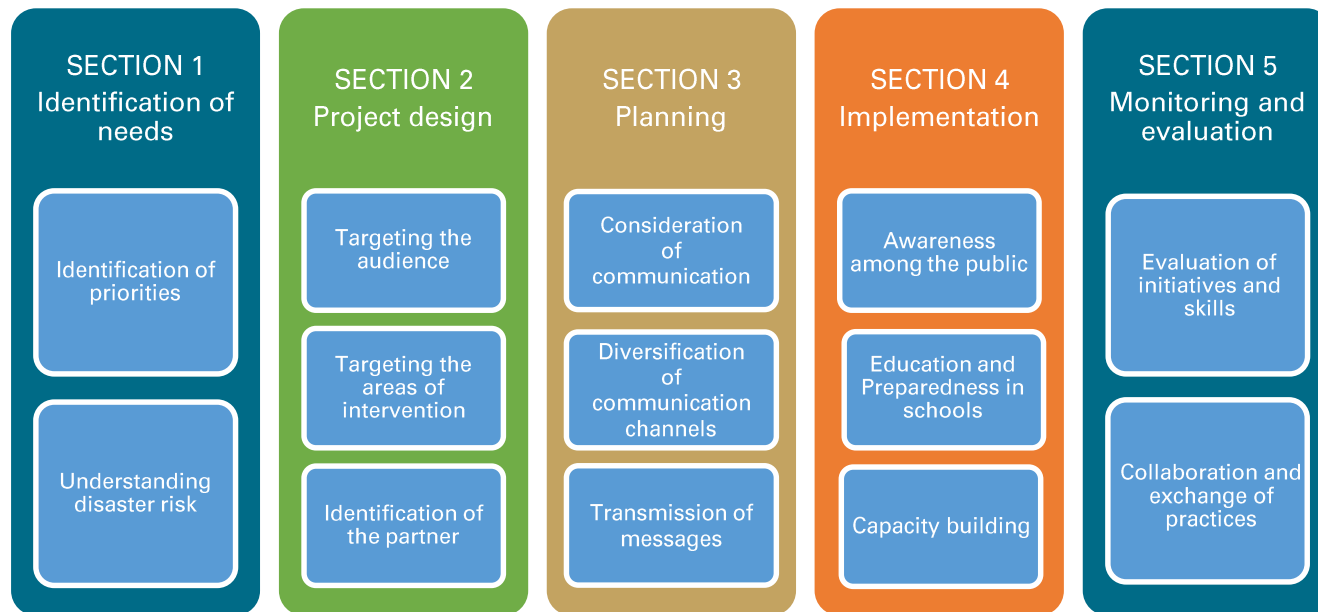 SECTION 1
Identification of
needs
Identification of
priorities
Understanding
disaster risk
SECTION 2
Project design
Targeting the
audience
Targeting the
areas of
intervention
Identification of
the partner
SECTION 3
Planning
Consideration
of
communication
Diversification
of
communication
channels
Transmission of
messages
SECTION 4
Implementation
Awareness
among the public
Education and
Preparedness in
schools
Capacity building
SECTION 5
Monitoring and
evaluation
Evaluation of
initiatives and
skills
Collaboration and
exchange of
practices